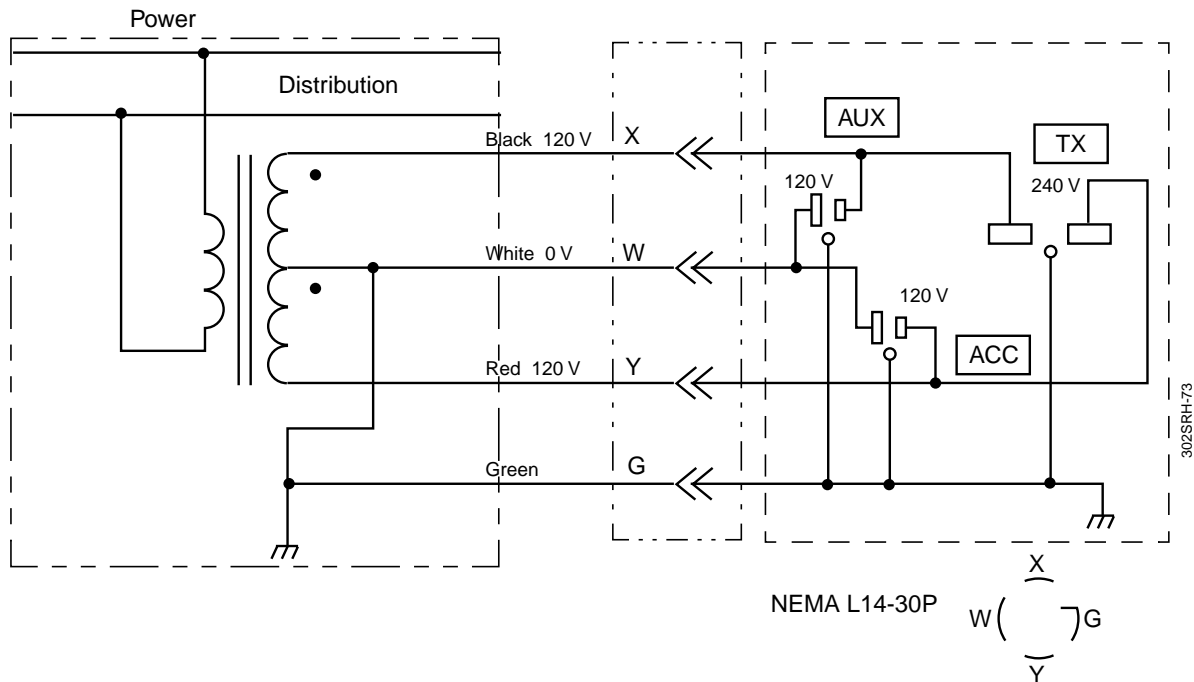 Power
Distribution
Black 120 V X
White 0 V W
Red 120 V Y
Green G
AUX
TX
120 V
240 V
120 V
ACC
302SRH-73
NEMA L14-30P
X
W G
Y